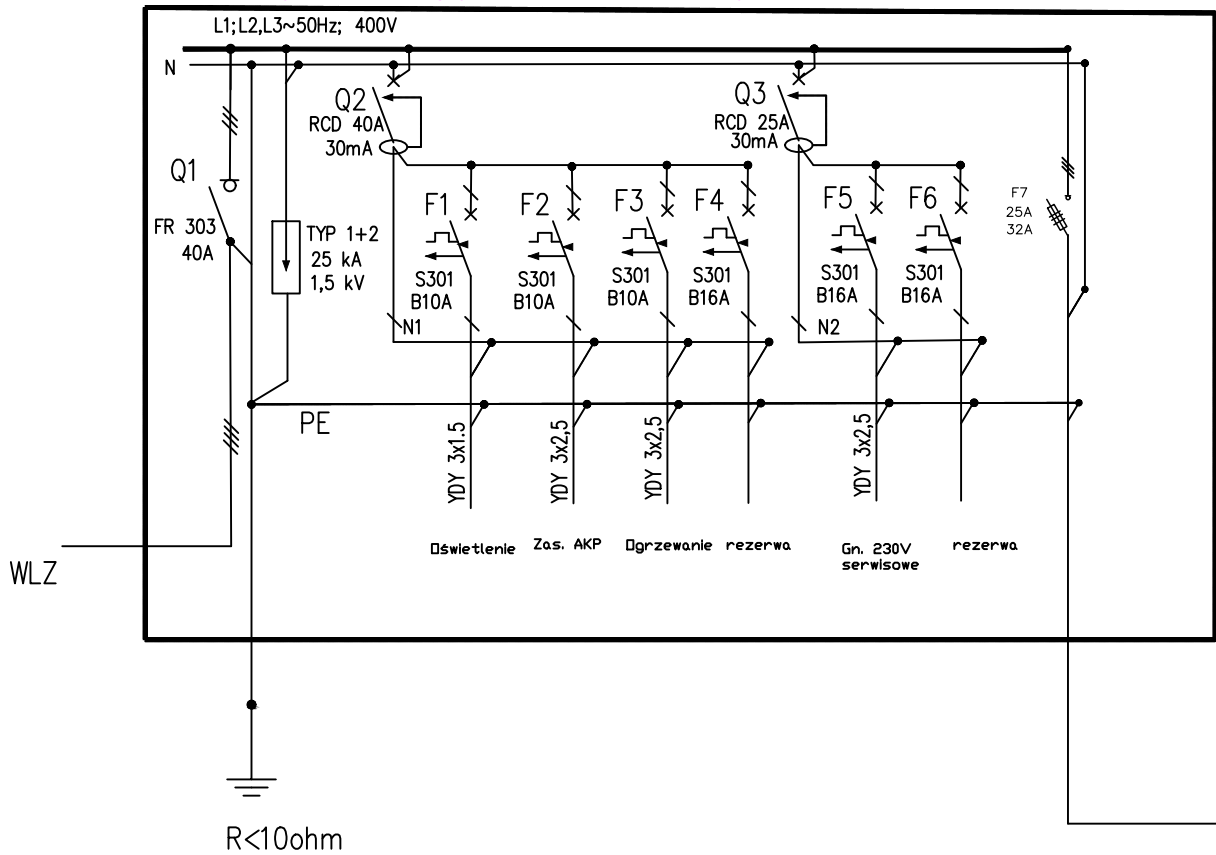 L1;L2,L3~50Hz; 400V
N
Q1
FR 303
40A
TYP 1+2
25 kA
1,5 kV
Q2
RCD 40A
30mA
Q3
RCD 25A
30mA
F1
S301
B10A
F2
S301
B10A
F3
S301
B10A
F4
S301
B16A
F5
S301
B16A
F6
S301
B16A
F7
25A
32A
N1
N2
PE
YDY 3x1.5
YDY 3x2,5
YDY 3x2,5
YDY 3x2,5
Oświetlenie
Zas. AKP
Ogrzewanie
rezerwa
Gn. 230V
serwisowe
rezerwa
WLZ
R<10ohm